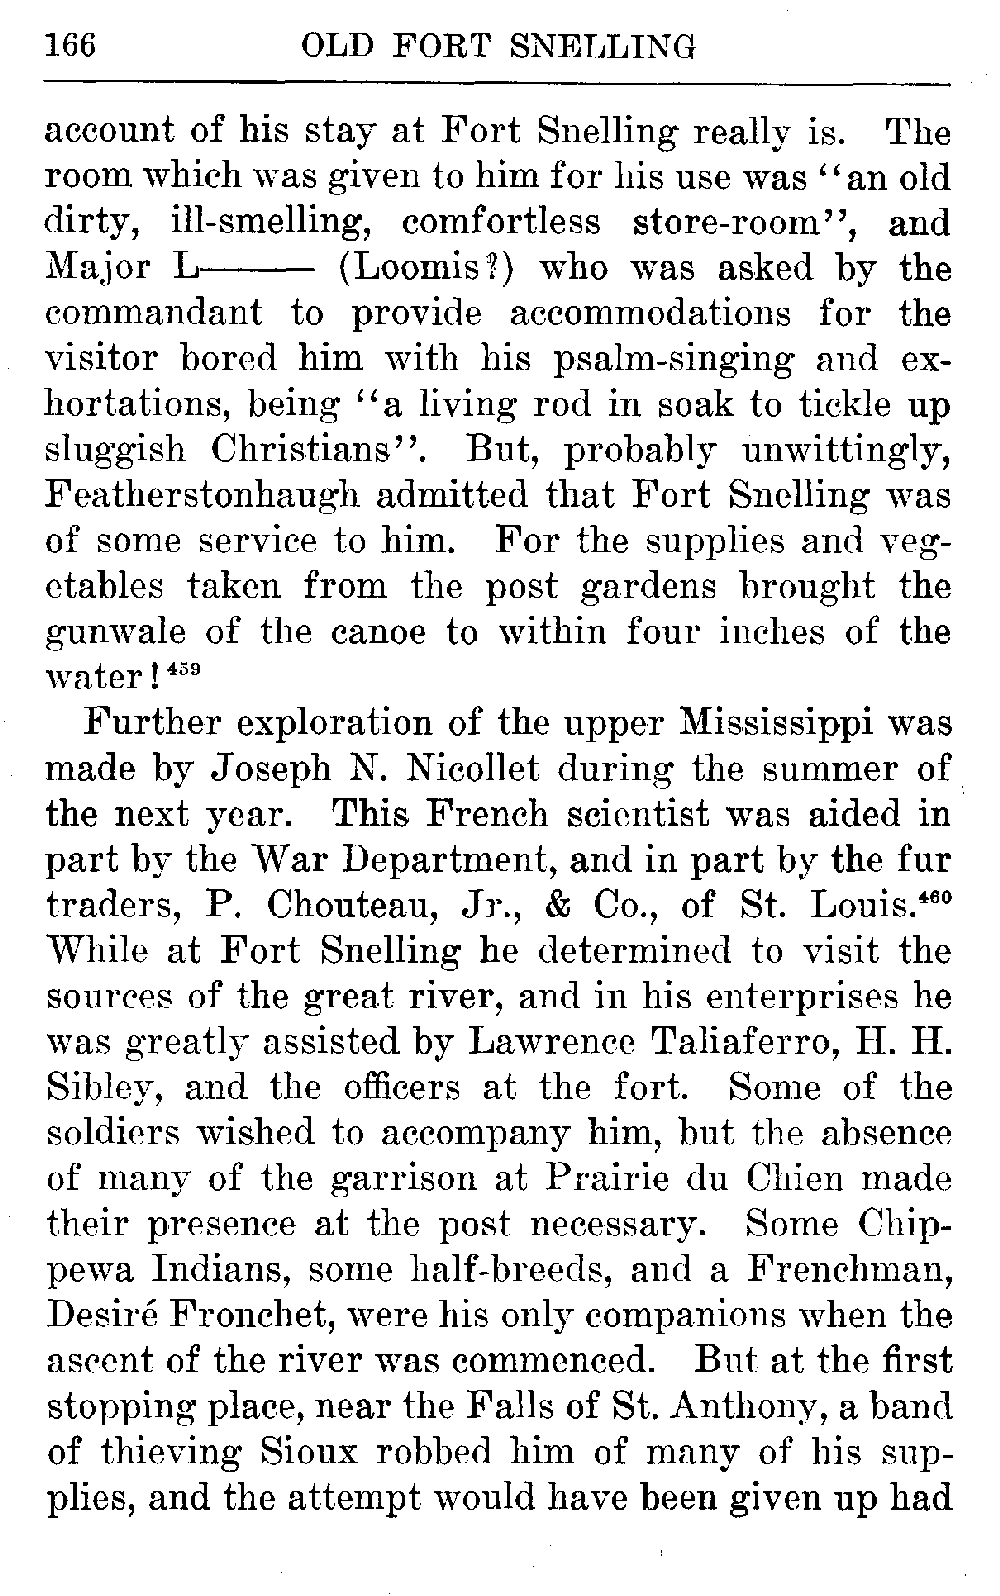 166 OLD FORT SNELLING
account of his stay at Fort Snelling really is. The
room which was given to him for his use was “an old
dirty, ill-smelling, comfortless store-room”, and
Major L—— (Loomis?) who was asked by the
commandant to provide accommodations for the
visitor bored him with his psalm-singing and ex-
hortations, being “a living rod in soak to tickle up
sluggish Christians”. But, probably unwittingly,
Featherstonhaugh admitted that Fort Snelling was
of some service to him. For the supplies and veg-
etables taken from the post gardens brought the
gunwale of the canoe to within four inches of the
water!⁴⁵⁹
Further exploration of the upper Mississippi was
made by Joseph N. Nicollet during the summer of
the next year. This French scientist was aided in
part by the War Department, and in part by the fur
traders, P. Chouteau, Jr., & Co., of St. Louis.⁴⁶⁰
While at Fort Snelling he determined to visit the
sources of the great river, and in his enterprises he
was greatly assisted by Lawrence Taliaferro, H. H.
Sibley, and the officers at the fort. Some of the
soldiers wished to accompany him, but the absence
of many of the garrison at Prairie du Chien made
their presence at the post necessary. Some Chip-
pewa Indians, some half-breeds, and a Frenchman,
Desiré Fronchet, were his only companions when the
ascent of the river was commenced. But at the first
stopping place, near the Falls of St. Anthony, a band
of thieving Sioux robbed him of many of his sup-
plies, and the attempt would have been given up had